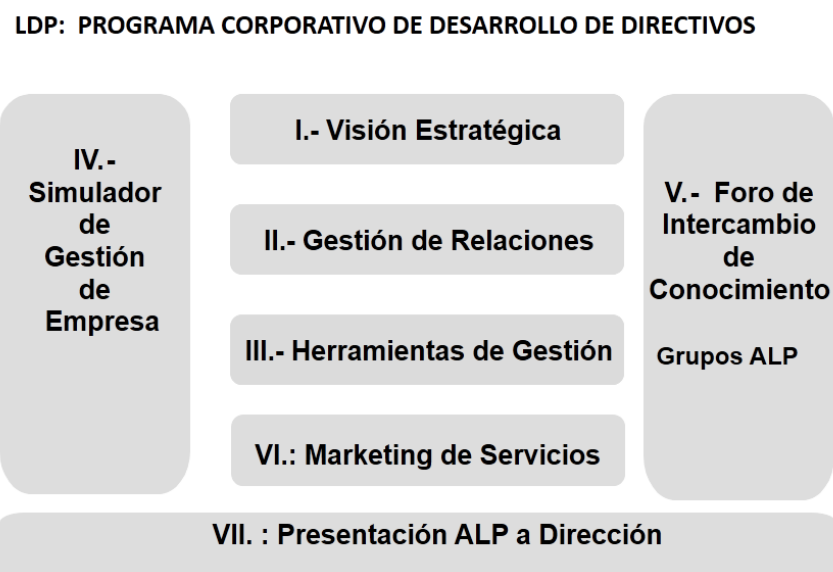 LDP: PROGRAMA CORPORATIVO DE DESARROLLO DE DIRECTIVOS
I.- Visión Estratégica
II.- Gestión de Relaciones
III.- Herramientas de Gestión
IV.-
Simulador
de
Gestión
de
Empresa
V.- Foro de
Intercambio
de
Conocimiento
Grupos ALP
VI.: Marketing de Servicios
VII. : Presentación ALP a Dirección